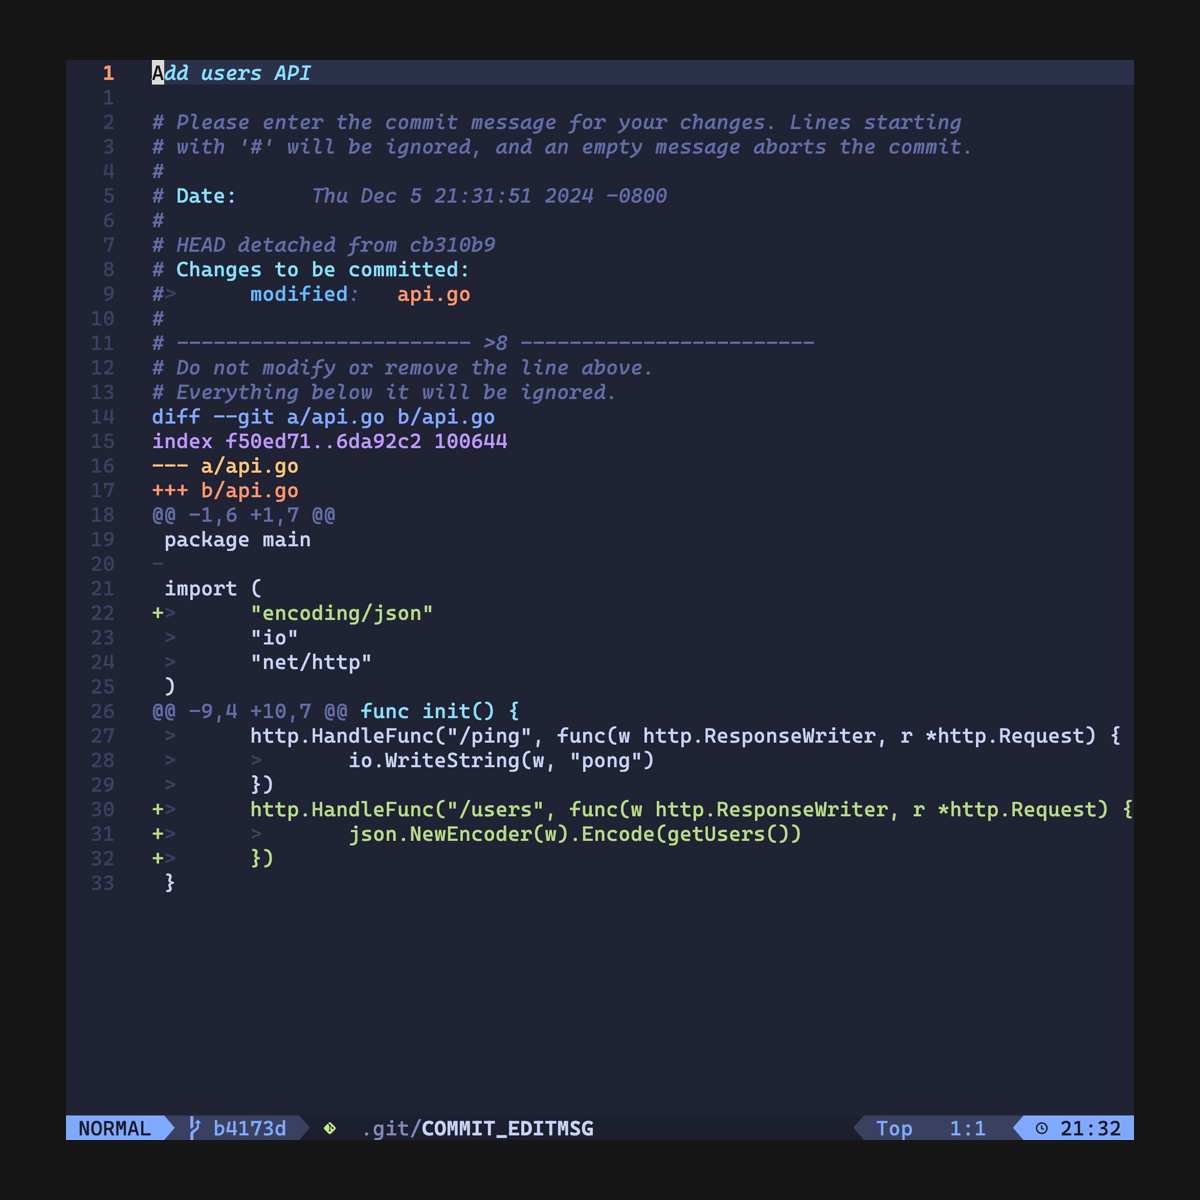 1 Add users API
1
2 # Please enter the commit message for your changes. Lines starting
3 # with '#' will be ignored, and an empty message aborts the commit.
4 #
5 # Date:      Thu Dec 5 21:31:51 2024 -0800
6 #
7 # HEAD detached from cb310b9
8 # Changes to be committed:
9 #>      modified:   api.go
10 #
11 # ------------------------ >8 ------------------------
12 # Do not modify or remove the line above.
13 # Everything below it will be ignored.
14 diff --git a/api.go b/api.go
15 index f50ed71..6da92c2 100644
16 --- a/api.go
17 +++ b/api.go
18 @@ -1,6 +1,7 @@
19  package main
20 -
21  import (
22 +>      "encoding/json"
23  >      "io"
24  >      "net/http"
25  )
26 @@ -9,4 +10,7 @@ func init() {
27  >      http.HandleFunc("/ping", func(w http.ResponseWriter, r *http.Request) {
28  >      >       io.WriteString(w, "pong")
29  >      })
30 +>      http.HandleFunc("/users", func(w http.ResponseWriter, r *http.Request) {
31 +>      >       json.NewEncoder(w).Encode(getUsers())
32 +>      })
33  }
NORMAL b4173d .git/COMMIT_EDITMSG Top 1:1 21:32